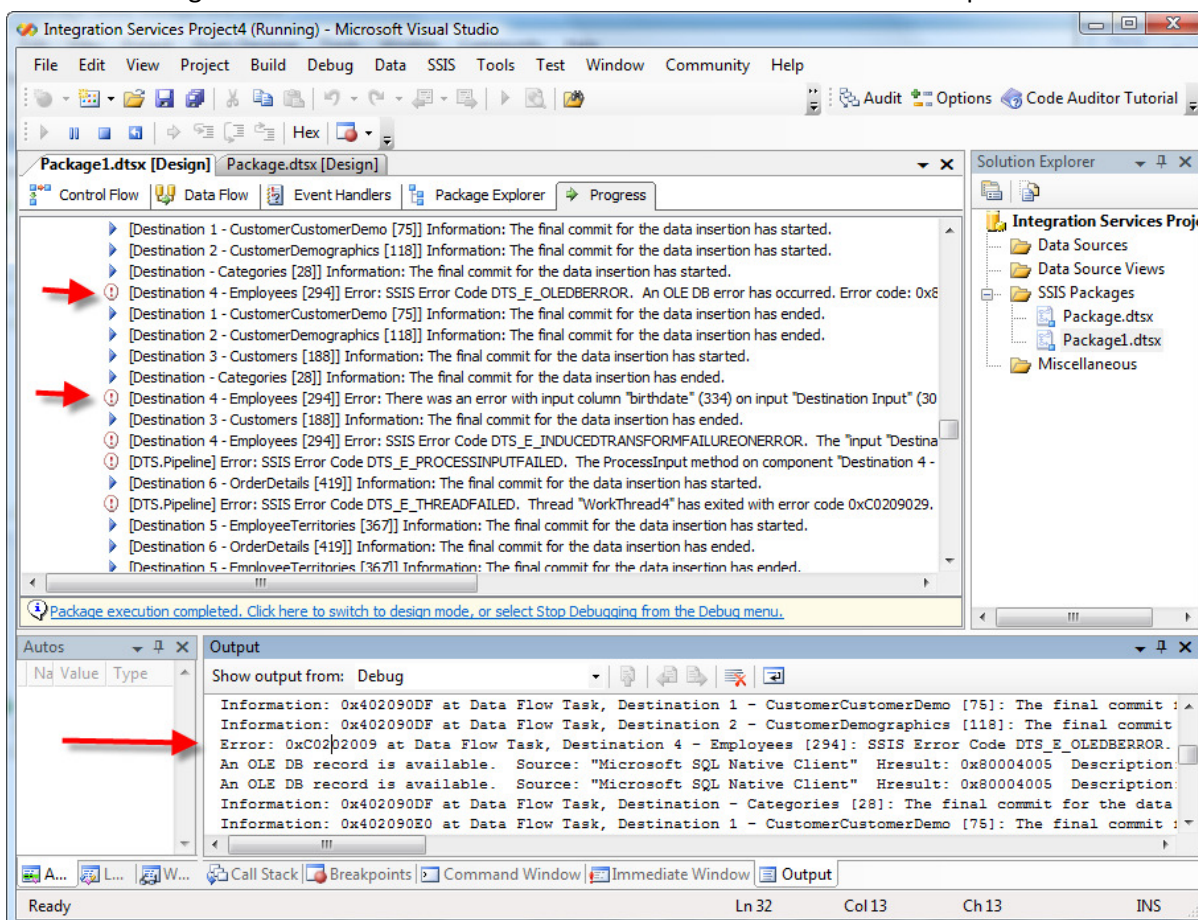 Integration Services Project4 (Running) - Microsoft Visual Studio
File Edit View Project Build Debug Data SSIS Tools Test Window Community Help
Audit Options Code Auditor Tutorial
Hex
Package1.dtsx [Design] Package.dtsx [Design]
Control Flow Data Flow Event Handlers Package Explorer Progress
[Destination 1 - CustomerCustomerDemo [75]] Information: The final commit for the data insertion has started.
[Destination 2 - CustomerDemographics [118]] Information: The final commit for the data insertion has started.
[Destination - Categories [28]] Information: The final commit for the data insertion has started.
[Destination 4 - Employees [294]] Error: SSIS Error Code DTS_E_OLEDBERROR. An OLE DB error has occurred. Error code: 0x8
[Destination 1 - CustomerCustomerDemo [75]] Information: The final commit for the data insertion has ended.
[Destination 2 - CustomerDemographics [118]] Information: The final commit for the data insertion has ended.
[Destination 3 - Customers [188]] Information: The final commit for the data insertion has started.
[Destination - Categories [28]] Information: The final commit for the data insertion has ended.
[Destination 4 - Employees [294]] Error: There was an error with input column "birthdate" (334) on input "Destination Input" (30
[Destination 3 - Customers [188]] Information: The final commit for the data insertion has ended.
[Destination 4 - Employees [294]] Error: SSIS Error Code DTS_E_INDUCEDTRANSFORMFAILUREONERROR. The "input "Destina
[DTS.Pipeline] Error: SSIS Error Code DTS_E_PROCESSINPUTFAILED. The ProcessInput method on component "Destination 4 -
[Destination 6 - OrderDetails [419]] Information: The final commit for the data insertion has started.
[DTS.Pipeline] Error: SSIS Error Code DTS_E_THREADFAILED. Thread "WorkThread4" has exited with error code 0xC0209029.
[Destination 5 - EmployeeTerritories [367]] Information: The final commit for the data insertion has started.
[Destination 6 - OrderDetails [419]] Information: The final commit for the data insertion has ended.
[Destination 5 - EmployeeTerritories [367]] Information: The final commit for the data insertion has ended.
Package execution completed. Click here to switch to design mode, or select Stop Debugging from the Debug menu.
Solution Explorer
Integration Services Proje
Data Sources
Data Source Views
SSIS Packages
Package.dtsx
Package1.dtsx
Miscellaneous
Autos
Na Value Type
Output
Show output from: Debug
Information: 0x402090DF at Data Flow Task, Destination 1 - CustomerCustomerDemo [75]: The final commit
Information: 0x402090DF at Data Flow Task, Destination 2 - CustomerDemographics [118]: The final commit
Error: 0xC0202009 at Data Flow Task, Destination 4 - Employees [294]: SSIS Error Code DTS_E_OLEDBERROR.
An OLE DB record is available. Source: "Microsoft SQL Native Client" Hresult: 0x80004005 Description:
An OLE DB record is available. Source: "Microsoft SQL Native Client" Hresult: 0x80004005 Description:
Information: 0x402090DF at Data Flow Task, Destination - Categories [28]: The final commit for the data
Information: 0x402090E0 at Data Flow Task, Destination 1 - CustomerCustomerDemo [75]: The final commit
A... L... W... Call Stack Breakpoints Command Window Immediate Window Output
Ready Ln 32 Col 13 Ch 13 INS